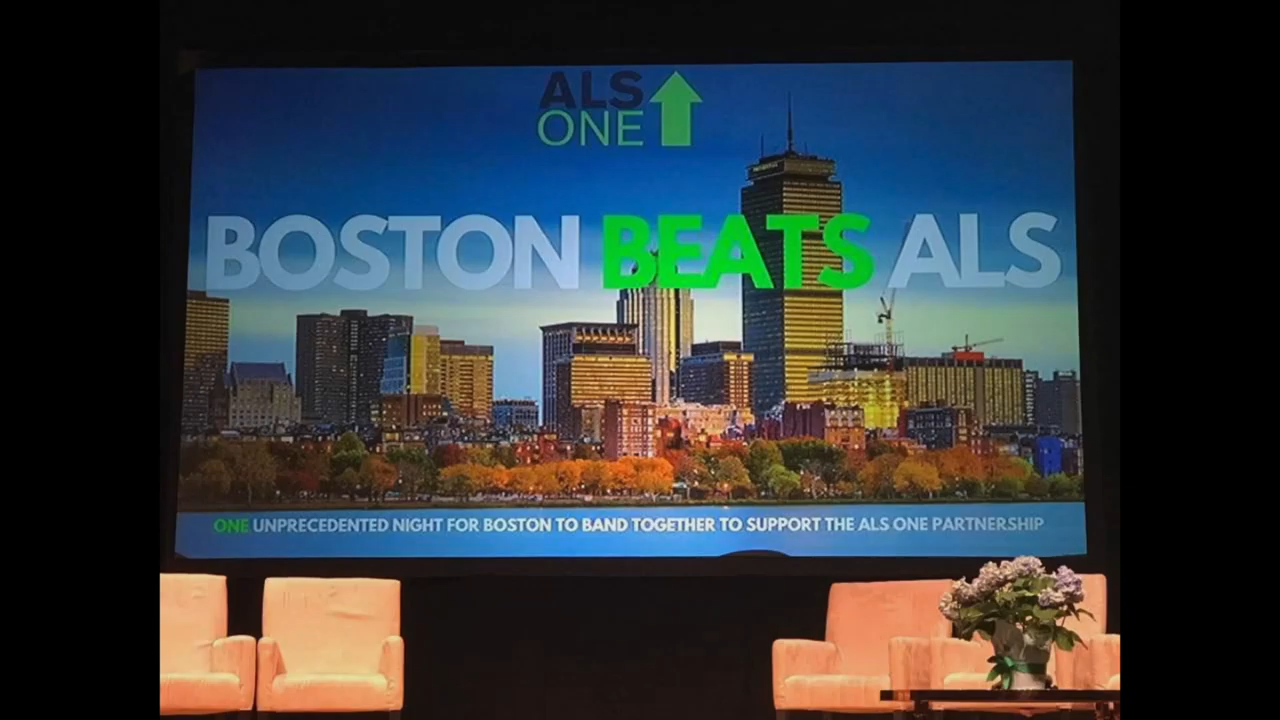 ALS
ONE
BOSTON BEATS ALS
ONE UNPRECEDENTED NIGHT FOR BOSTON TO BAND TOGETHER TO SUPPORT THE ALS ONE PARTNERSHIP